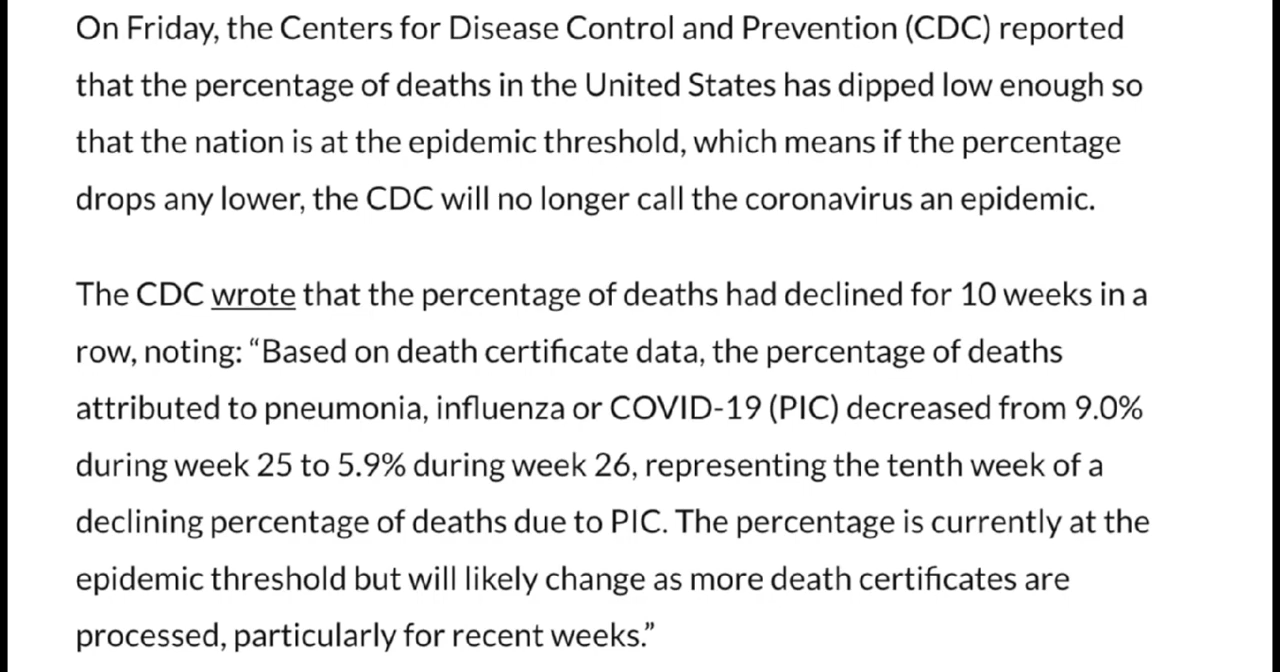 On Friday, the Centers for Disease Control and Prevention (CDC) reported
that the percentage of deaths in the United States has dipped low enough so
that the nation is at the epidemic threshold, which means if the percentage
drops any lower, the CDC will no longer call the coronavirus an epidemic.
The CDC wrote that the percentage of deaths had declined for 10 weeks in a
row, noting: “Based on death certificate data, the percentage of deaths
attributed to pneumonia, influenza or COVID-19 (PIC) decreased from 9.0%
during week 25 to 5.9% during week 26, representing the tenth week of a
declining percentage of deaths due to PIC. The percentage is currently at the
epidemic threshold but will likely change as more death certificates are
processed, particularly for recent weeks.”